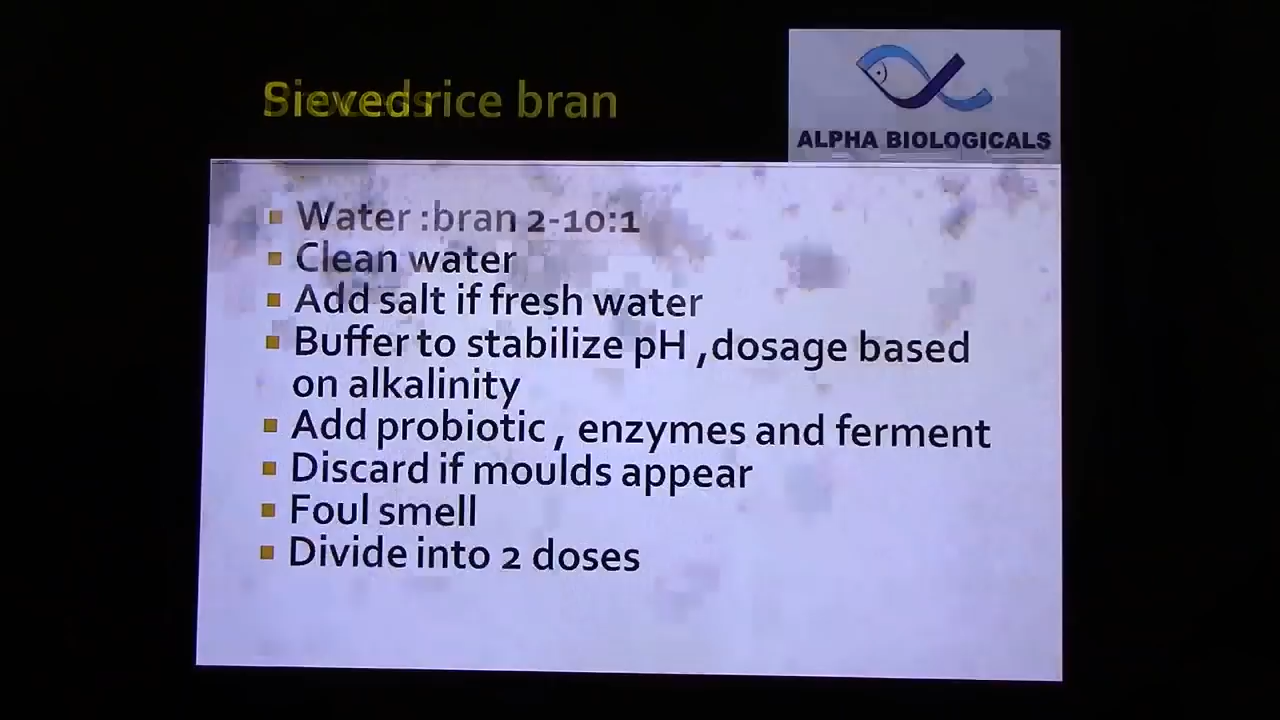 Sieved rice bran
ALPHA BIOLOGICALS
Water :bran 2-10:1
Clean water
Add salt if fresh water
Buffer to stabilize pH ,dosage based
on alkalinity
Add probiotic , enzymes and ferment
Discard if moulds appear
Foul smell
Divide into 2 doses